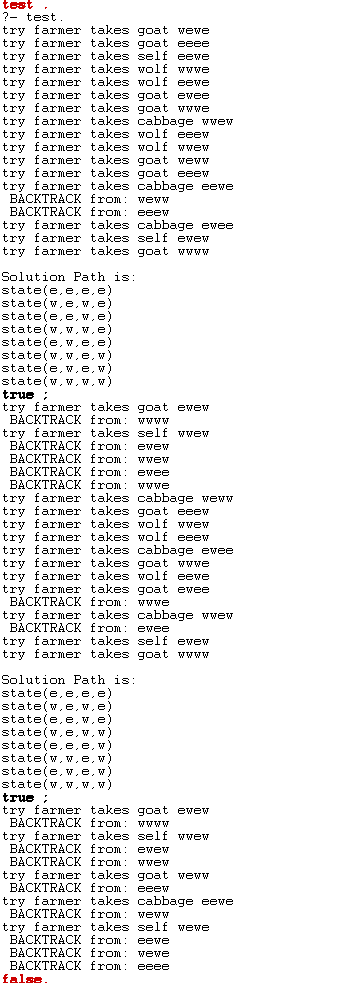 test .
?- test.
try farmer takes goat wewe
try farmer takes goat eeee
try farmer takes self eewe
try farmer takes wolf wwwe
try farmer takes wolf eewe
try farmer takes goat ewee
try farmer takes goat wwwe
try farmer takes cabbage wwew
try farmer takes wolf eeew
try farmer takes wolf wwew
try farmer takes goat weww
try farmer takes goat eeew
try farmer takes cabbage eewe
BACKTRACK from: weww
BACKTRACK from: eeew
try farmer takes cabbage ewee
try farmer takes self ewew
try farmer takes goat wwww
Solution Path is:
state(e,e,e,e)
state(w,e,w,e)
state(e,e,w,e)
state(w,w,w,e)
state(e,w,e,e)
state(w,w,e,w)
state(e,w,e,w)
state(w,w,w,w)
true ;
try farmer takes goat ewew
BACKTRACK from: wwww
try farmer takes self wwew
BACKTRACK from: ewew
BACKTRACK from: wwew
BACKTRACK from: ewee
BACKTRACK from: wwwe
try farmer takes cabbage weww
try farmer takes goat eeew
try farmer takes wolf wwew
try farmer takes wolf eeew
try farmer takes cabbage ewee
try farmer takes goat wwwe
try farmer takes wolf eewe
try farmer takes goat ewee
BACKTRACK from: wwwe
try farmer takes cabbage wwew
BACKTRACK from: ewee
try farmer takes self ewew
try farmer takes goat wwww
Solution Path is:
state(e,e,e,e)
state(w,e,w,e)
state(e,e,w,e)
state(w,e,w,w)
state(e,e,e,w)
state(w,w,e,w)
state(e,w,e,w)
state(w,w,w,w)
true ;
try farmer takes goat ewew
BACKTRACK from: wwww
try farmer takes self wwew
BACKTRACK from: ewew
BACKTRACK from: wwew
try farmer takes goat weww
BACKTRACK from: eeew
try farmer takes cabbage eewe
BACKTRACK from: weww
try farmer takes self wewe
BACKTRACK from: eewe
BACKTRACK from: wewe
BACKTRACK from: eeee
false.